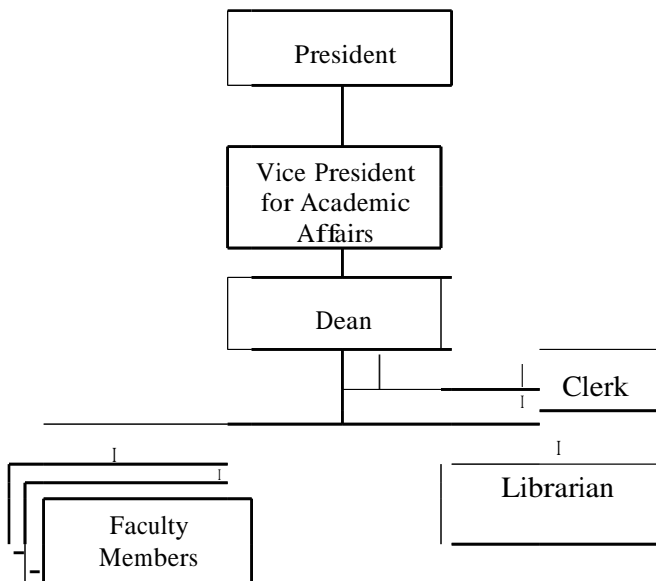 President
Vice President
for Academic
Affairs
Dean
Clerk
Librarian
Faculty
Members